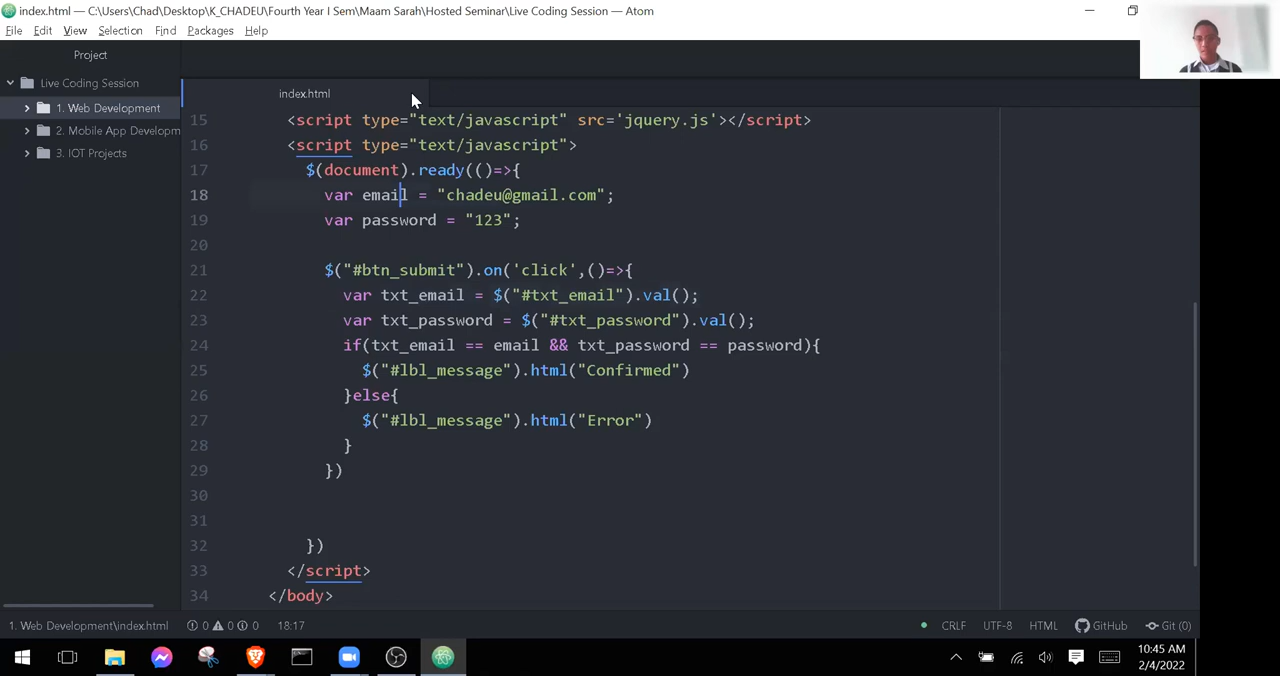 index.html — C:\Users\Chad\Desktop\K_CHADEU\Fourth Year I Sem\Maam Sarah\Hosted Seminar\Live Coding Session — Atom
File Edit View Selection Find Packages Help
Project
Live Coding Session
1. Web Development
2. Mobile App Developm
3. IOT Projects
index.html
15 <script type="text/javascript" src='jquery.js'></script>
16 <script type="text/javascript">
17 $(document).ready(()=>{
18 var email = "chadeu@gmail.com";
19 var password = "123";
20
21 $("#btn_submit").on('click',()=>{
22 var txt_email = $("#txt_email").val();
23 var txt_password = $("#txt_password").val();
24 if(txt_email == email && txt_password == password){
25 $("#lbl_message").html("Confirmed")
26 }else{
27 $("#lbl_message").html("Error")
28 }
29 })
30
31
32 })
33 </script>
34 </body>
1. Web Development\index.html 0 0 0 18:17 CRLF UTF-8 HTML GitHub Git (0)
10:45 AM
2/4/2022